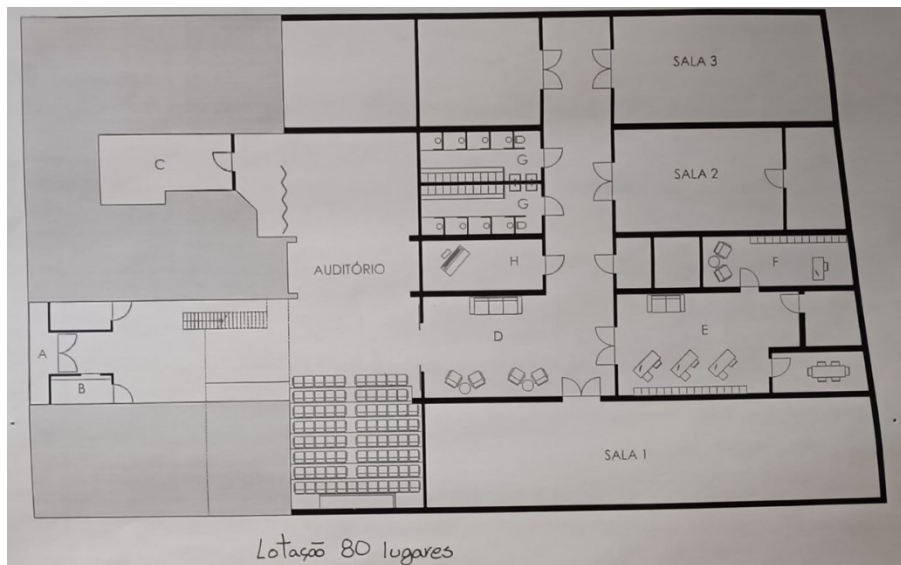 SALA 3
C
G
SALA 2
G
AUDITÓRIO
H
F
A
D
E
B
SALA 1
Lotação 80 lugares